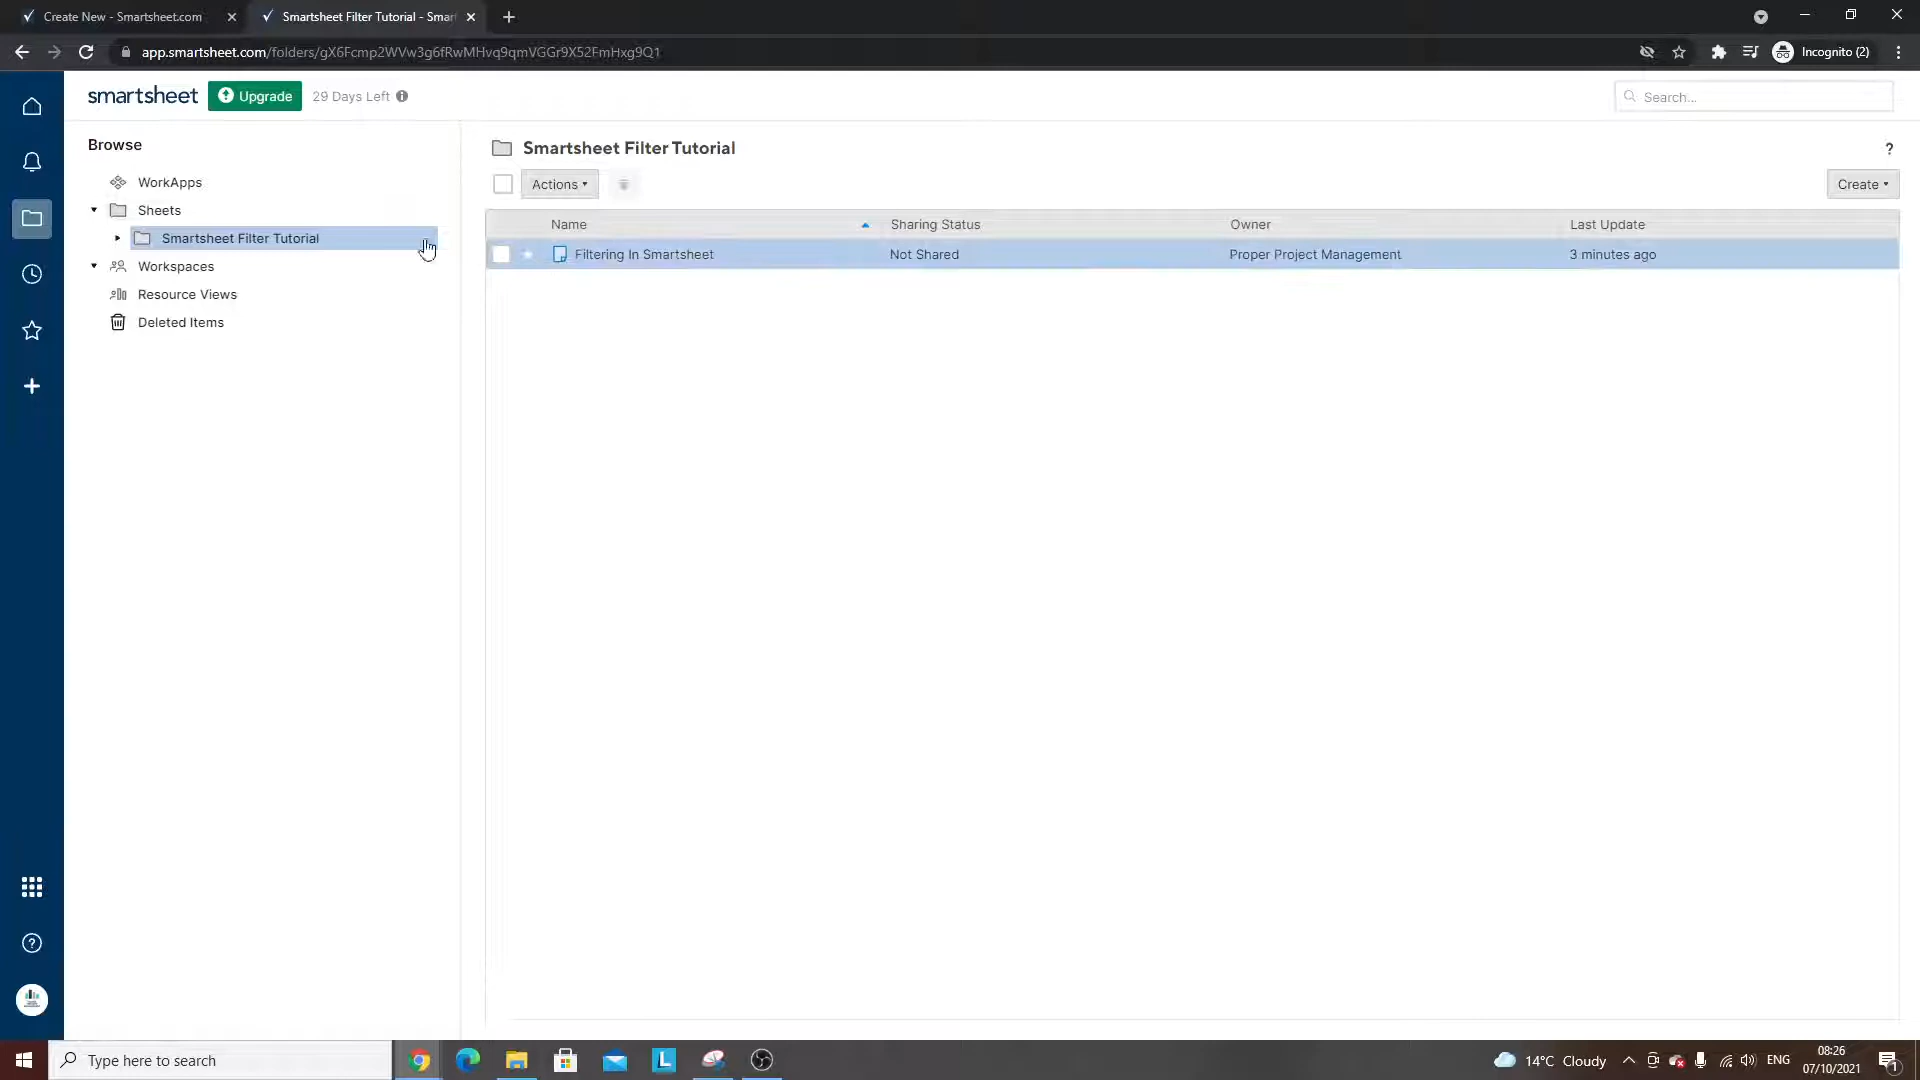 Create New - Smartsheet.com
Smartsheet Filter Tutorial - Smar
app.smartsheet.com/folders/gX6Fcmp2WVw3g6fRwMHvq9qmVGGr9X52FmHxg9Q1
Incognito (2)
smartsheet
Upgrade
29 Days Left
Search...
Browse
WorkApps
Sheets
Smartsheet Filter Tutorial
Workspaces
Resource Views
Deleted Items
Smartsheet Filter Tutorial
?
Actions
Create
Name Sharing Status Owner Last Update
Filtering In Smartsheet Not Shared Proper Project Management 3 minutes ago
Type here to search
14°C Cloudy
ENG
08:26
07/10/2021